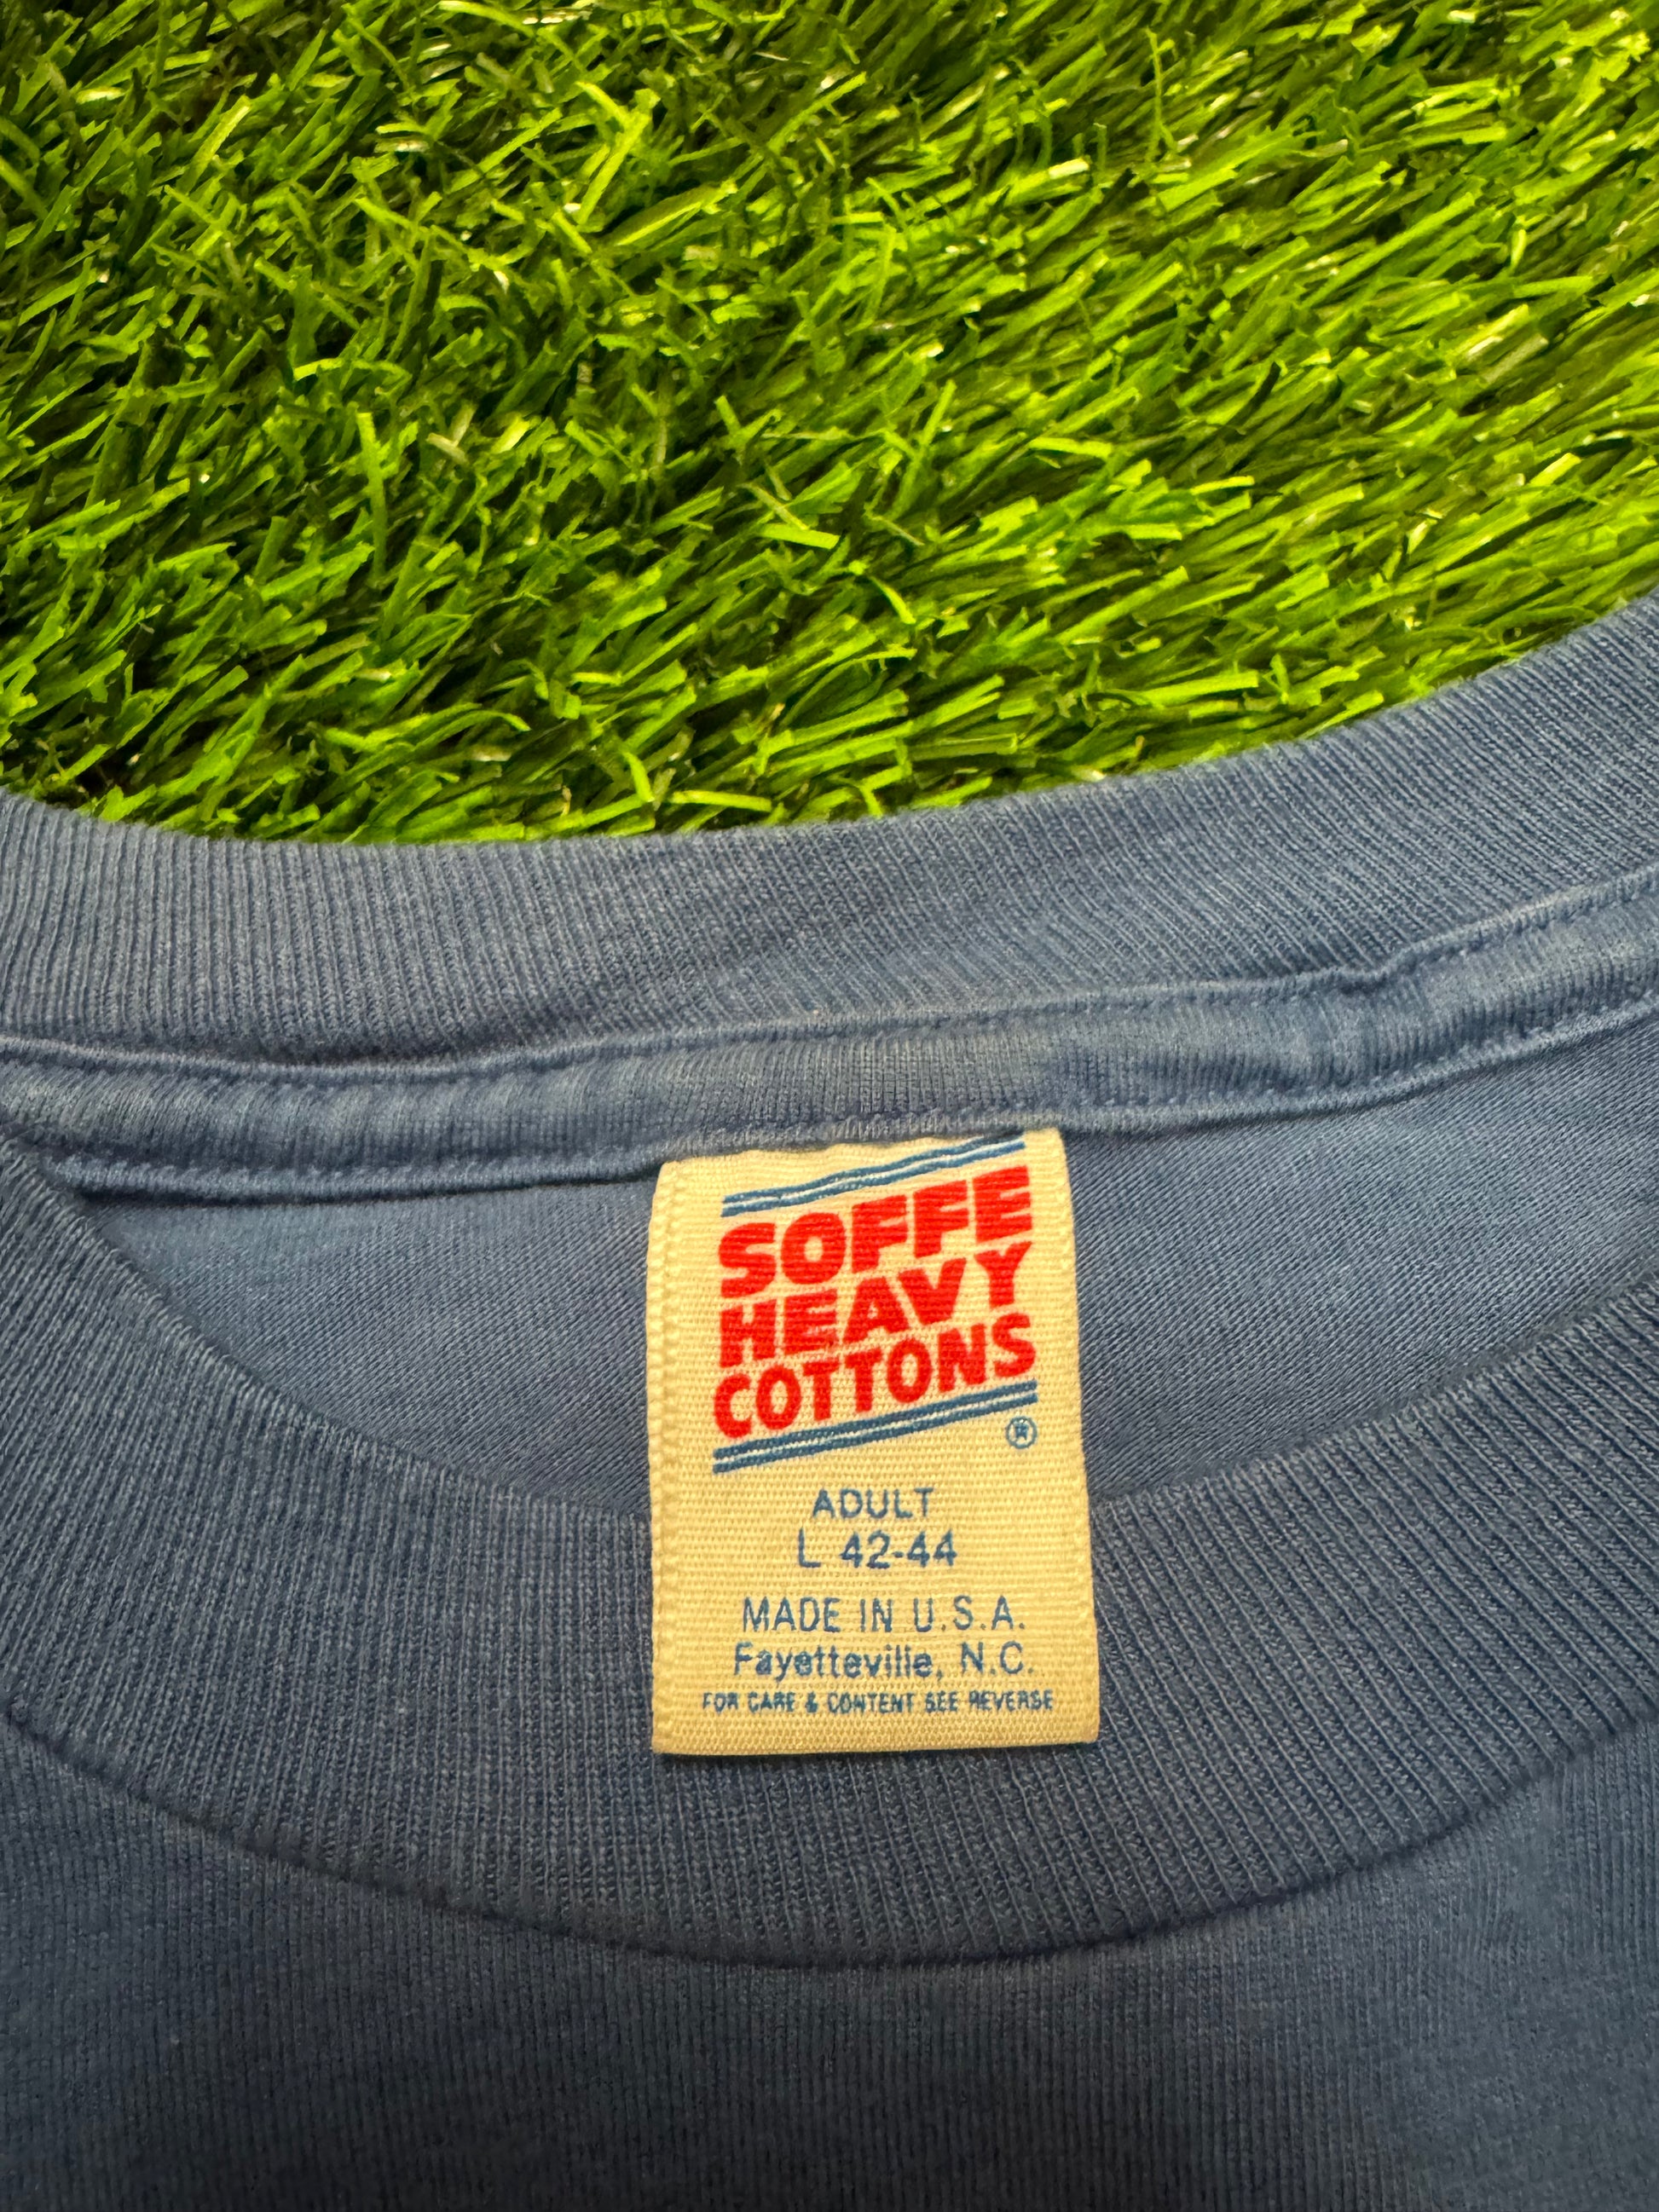 SOFFE
HEAVY
COTTONS
®
ADULT
L 42-44
MADE IN U.S.A.
Fayetteville, N.C.
FOR CARE & CONTENT SEE REVERSE